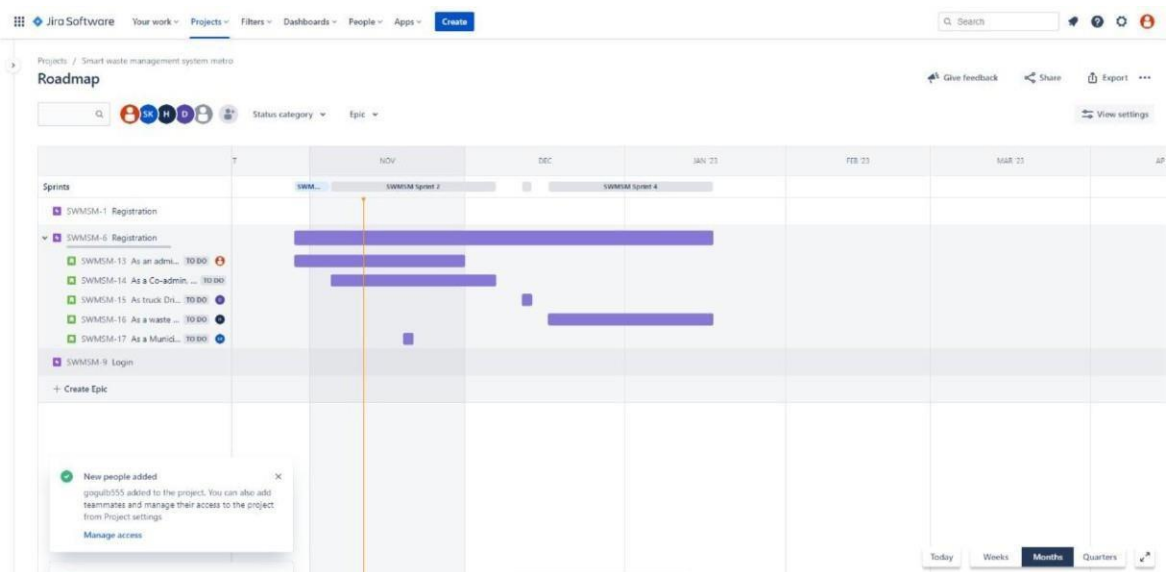 Jira Software Your work Projects Filters Dashboards People Apps Create Search
Projects / Smart waste management system metro
Roadmap
Give feedback Share Export
SK H D Status category Epic View settings
T NOV DEC JAN '23 FEB '23 MAR '23 AP
Sprints SWM... SWMSM Sprint 2 SWMSM Sprint 4
SWMSM-1 Registration
SWMSM-6 Registration
SWMSM-13 As an admi... TO DO
SWMSM-14 As a Co-admin, ... TO DO
SWMSM-15 As truck Dri... TO DO
SWMSM-16 As a waste ... TO DO
SWMSM-17 As a Munici... TO DO
SWMSM-9 Login
+ Create Epic
New people added
gogulb555 added to the project. You can also add
teammates and manage their access to the project
from Project settings
Manage access
Today Weeks Months Quarters